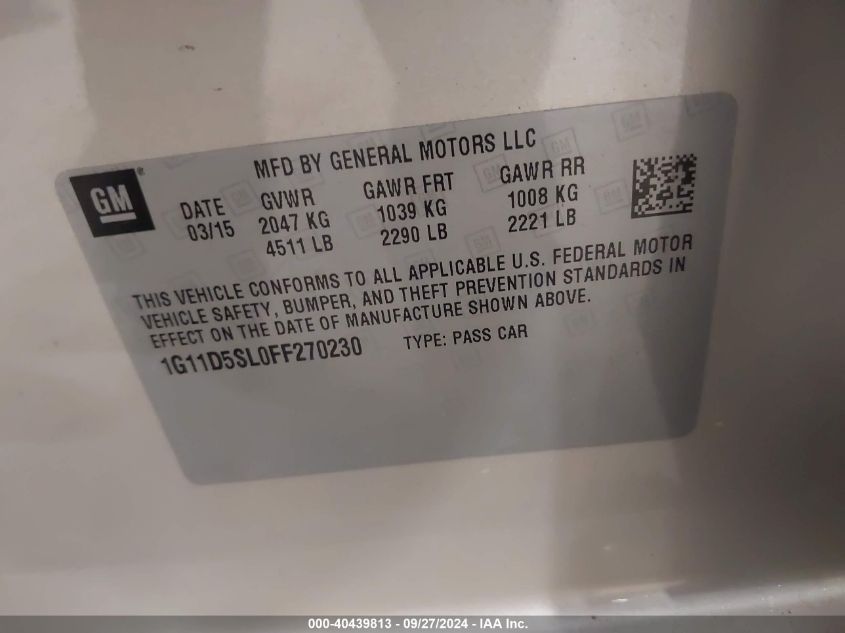 MFD BY GENERAL MOTORS LLC
GM®
DATE GVWR GAWR FRT GAWR RR
03/15 2047 KG 1039 KG 1008 KG
4511 LB 2290 LB 2221 LB
THIS VEHICLE CONFORMS TO ALL APPLICABLE U.S. FEDERAL MOTOR
VEHICLE SAFETY, BUMPER, AND THEFT PREVENTION STANDARDS IN
EFFECT ON THE DATE OF MANUFACTURE SHOWN ABOVE.
1G11D5SL0FF270230 TYPE: PASS CAR
000-40439813 - 09/27/2024 - IAA Inc.